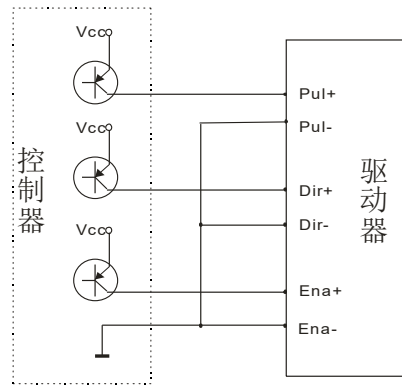 Vcc
Pul+
Pul-
Vcc
控制器
驱动器
Dir+
Dir-
Vcc
Ena+
Ena-